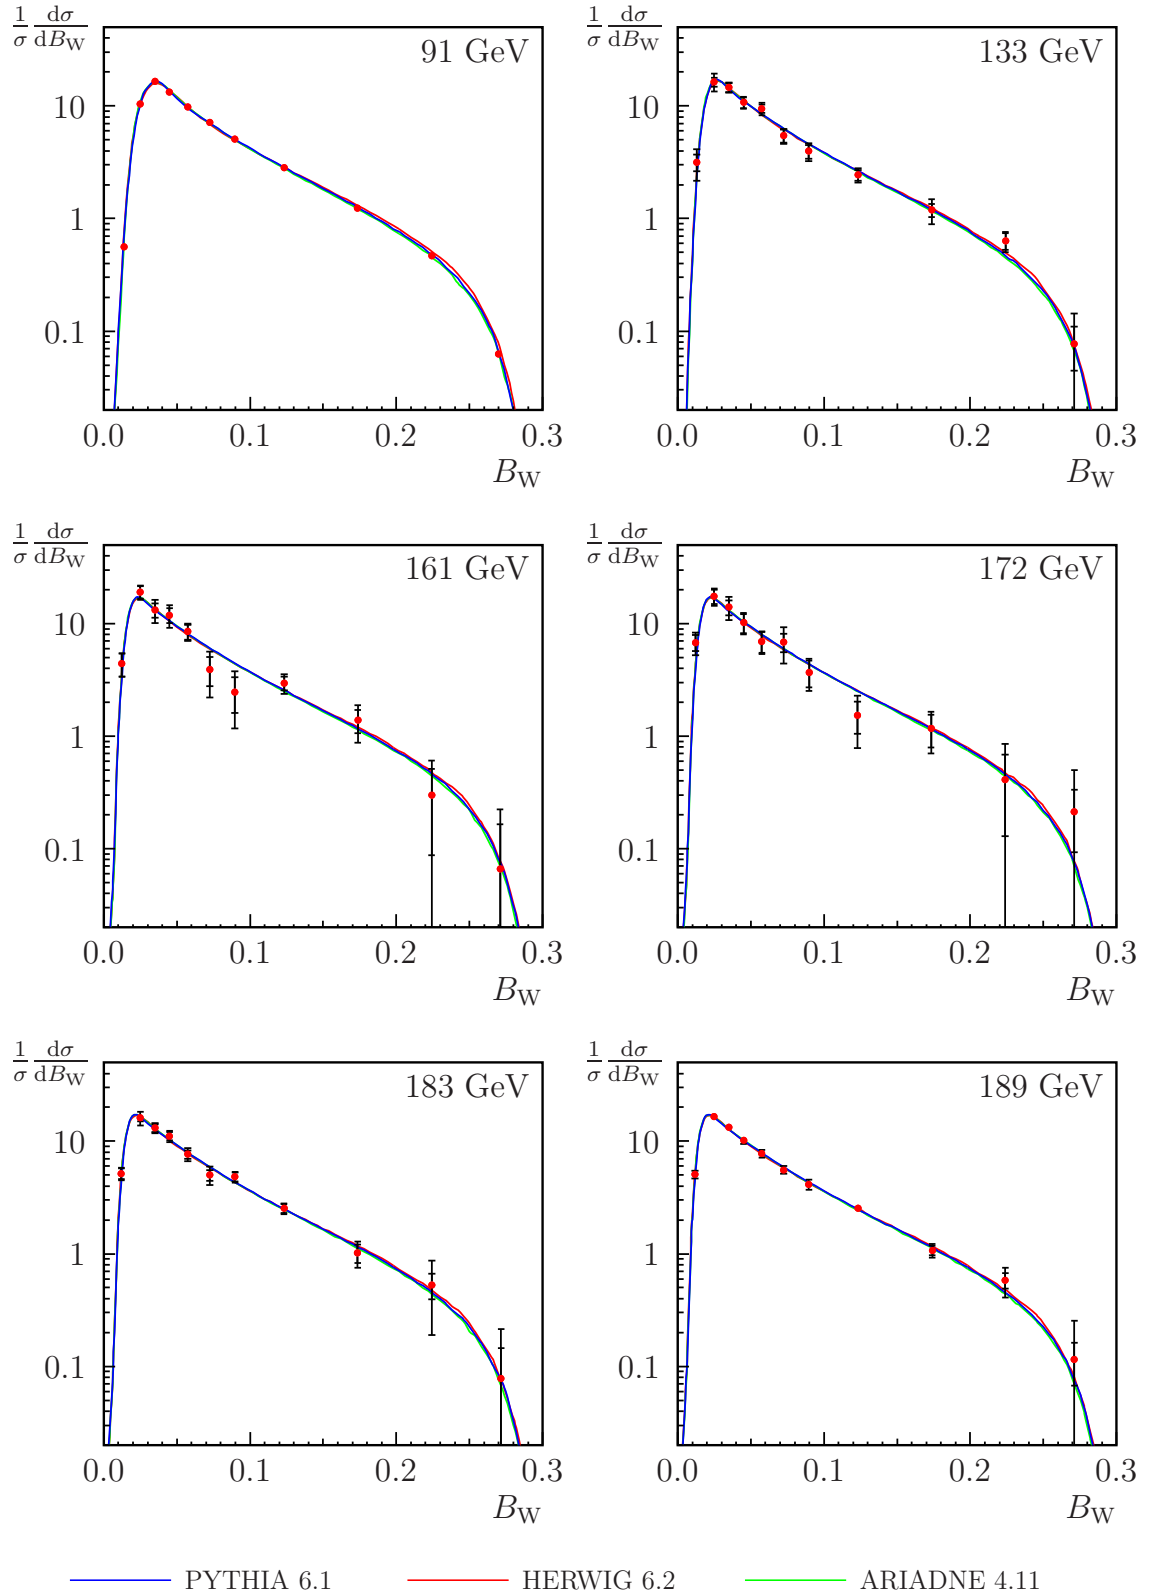 1/σ dσ/dB_W 91 GeV
10
1
0.1
0.0 0.1 0.2 0.3
B_W
1/σ dσ/dB_W 133 GeV
10
1
0.1
0.0 0.1 0.2 0.3
B_W
1/σ dσ/dB_W 161 GeV
10
1
0.1
0.0 0.1 0.2 0.3
B_W
1/σ dσ/dB_W 172 GeV
10
1
0.1
0.0 0.1 0.2 0.3
B_W
1/σ dσ/dB_W 183 GeV
10
1
0.1
0.0 0.1 0.2 0.3
B_W
1/σ dσ/dB_W 189 GeV
10
1
0.1
0.0 0.1 0.2 0.3
B_W
PYTHIA 6.1 HERWIG 6.2 ARIADNE 4.11